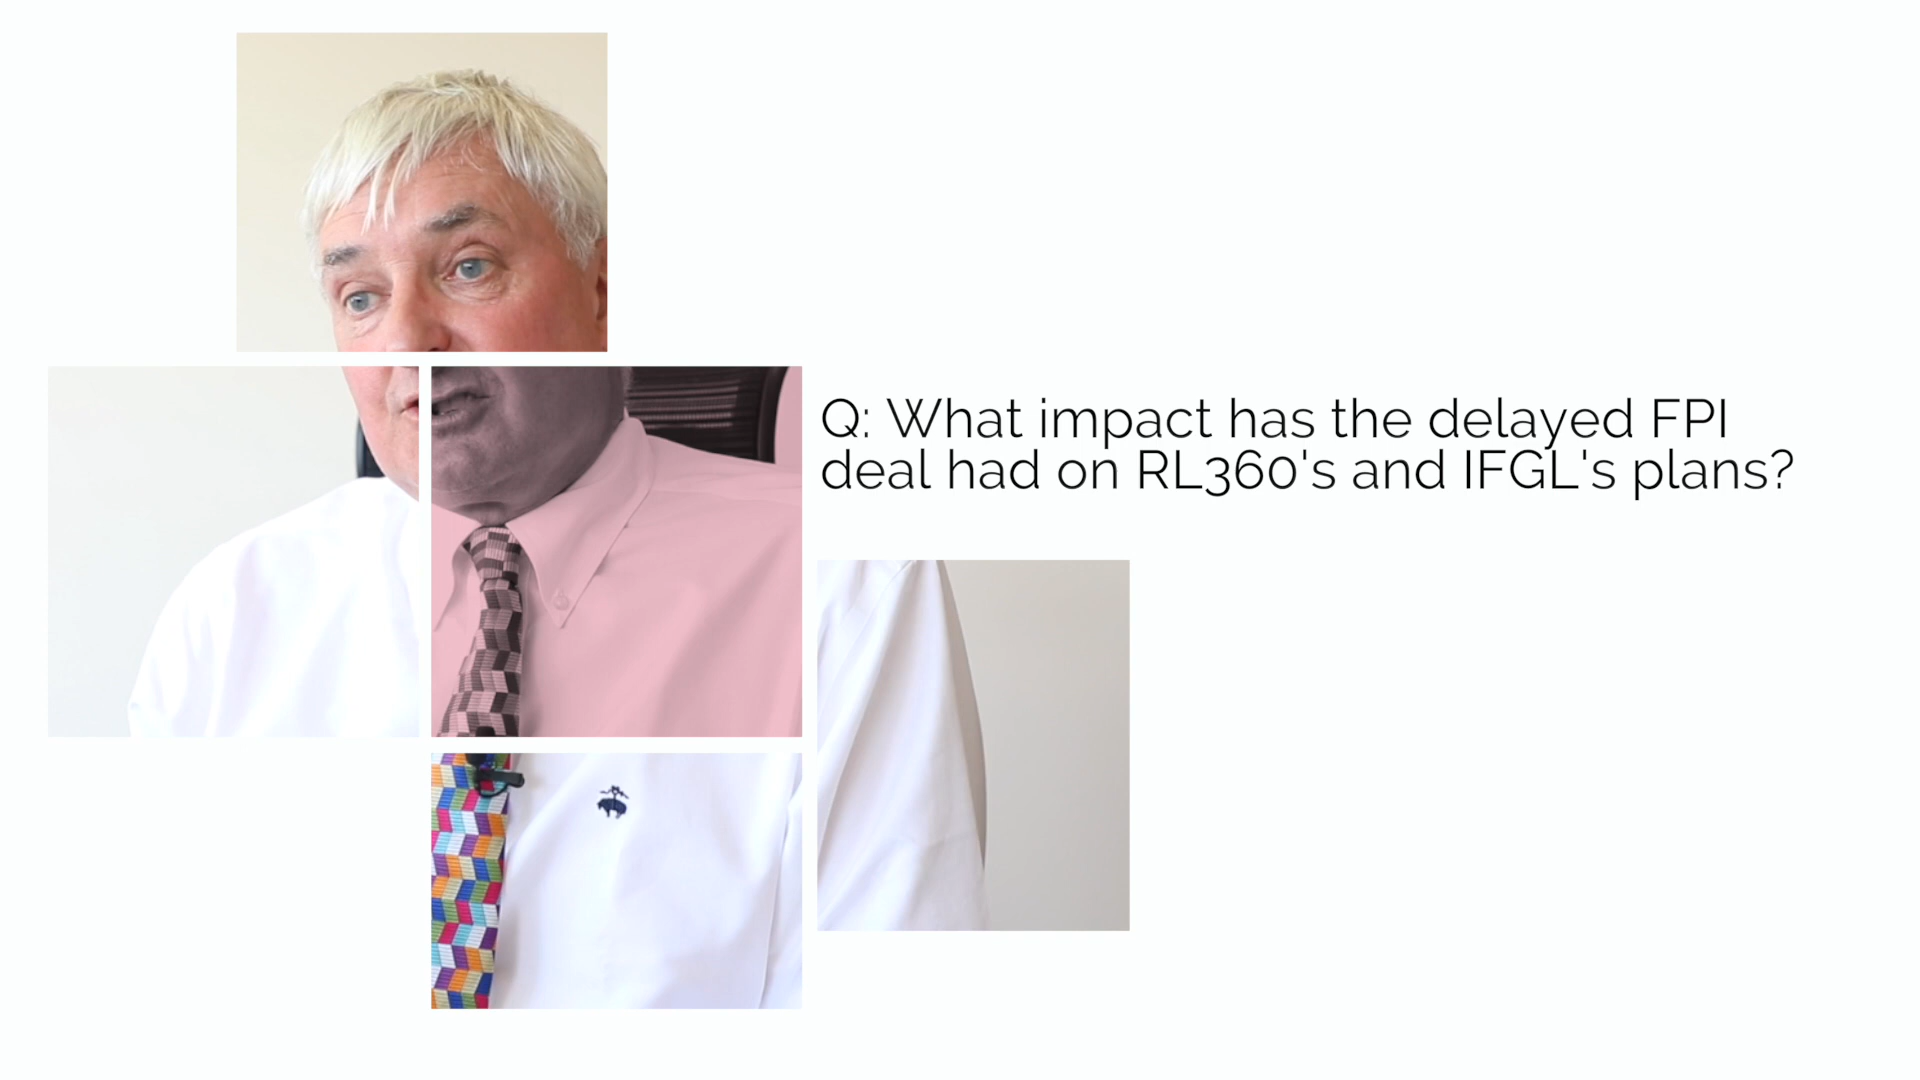 Q: What impact has the delayed FPI
deal had on RL360's and IFGL's plans?